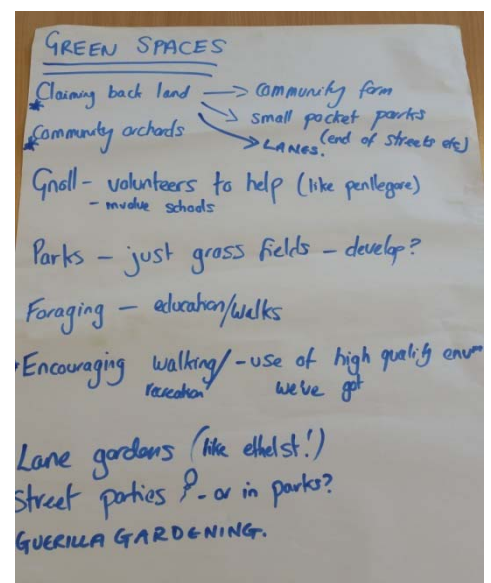 GREEN SPACES
* Claiming back land → Community farm
→ small pocket parks
* Community orchards → LANES. (end of streets etc)
Gnoll - volunteers to help (like penllegare)
- involve schools
Parks - just grass fields - develop?
Foraging - education/walks
Encouraging walking/ - use of high quality envm
recreation we've got
Lane gardens (like ethel st!)
Street parties - or in parks?
GUERILLA GARDENING.